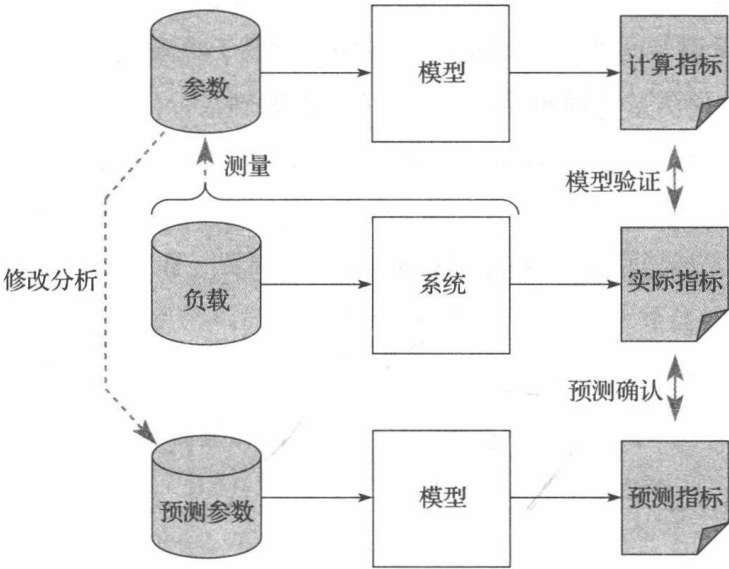 参数
模型
计算指标
测量
模型验证
负载
系统
实际指标
修改分析
预测确认
预测参数
模型
预测指标